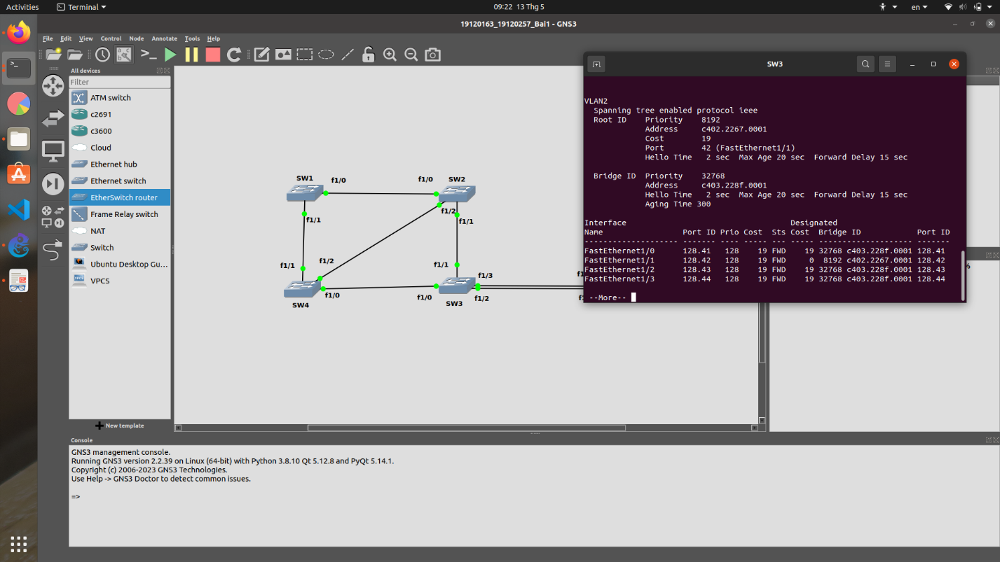 Activities
Terminal
09:22 13 Thg 5
en
19120163_19120257_Bai1 - GNS3
File Edit View Control Node Annotate Tools Help
All devices
Filter
ATM switch
c2691
c3600
Cloud
Ethernet hub
Ethernet switch
EtherSwitch router
Frame Relay switch
NAT
Switch
Ubuntu Desktop Gu...
VPCS
New template
SW1
f1/0
f1/0
SW2
f1/1
f1/2
f1/1
f1/1
f1/2
f1/1
f1/3
SW4
f1/0
f1/0
SW3
f1/2
SW3
VLAN2
Spanning tree enabled protocol ieee
Root ID Priority 8192
Address c402.2267.0001
Cost 19
Port 42 (FastEthernet1/1)
Hello Time 2 sec Max Age 20 sec Forward Delay 15 sec
Bridge ID Priority 32768
Address c403.228f.0001
Hello Time 2 sec Max Age 20 sec Forward Delay 15 sec
Aging Time 300
Interface Designated
Name Port ID Prio Cost Sts Cost Bridge ID Port ID
-------------------- ------- ---- ----- --- ----- -------------------- -------
FastEthernet1/0 128.41 128 19 FWD 19 32768 c403.228f.0001 128.41
FastEthernet1/1 128.42 128 19 FWD 0 8192 c402.2267.0001 128.42
FastEthernet1/2 128.43 128 19 FWD 19 32768 c403.228f.0001 128.43
FastEthernet1/3 128.44 128 19 FWD 19 32768 c403.228f.0001 128.44
--More--
%
Console
GNS3 management console.
Running GNS3 version 2.2.39 on Linux (64-bit) with Python 3.8.10 Qt 5.12.8 and PyQt 5.14.1.
Copyright (c) 2006-2023 GNS3 Technologies.
Use Help -> GNS3 Doctor to detect common issues.
=>